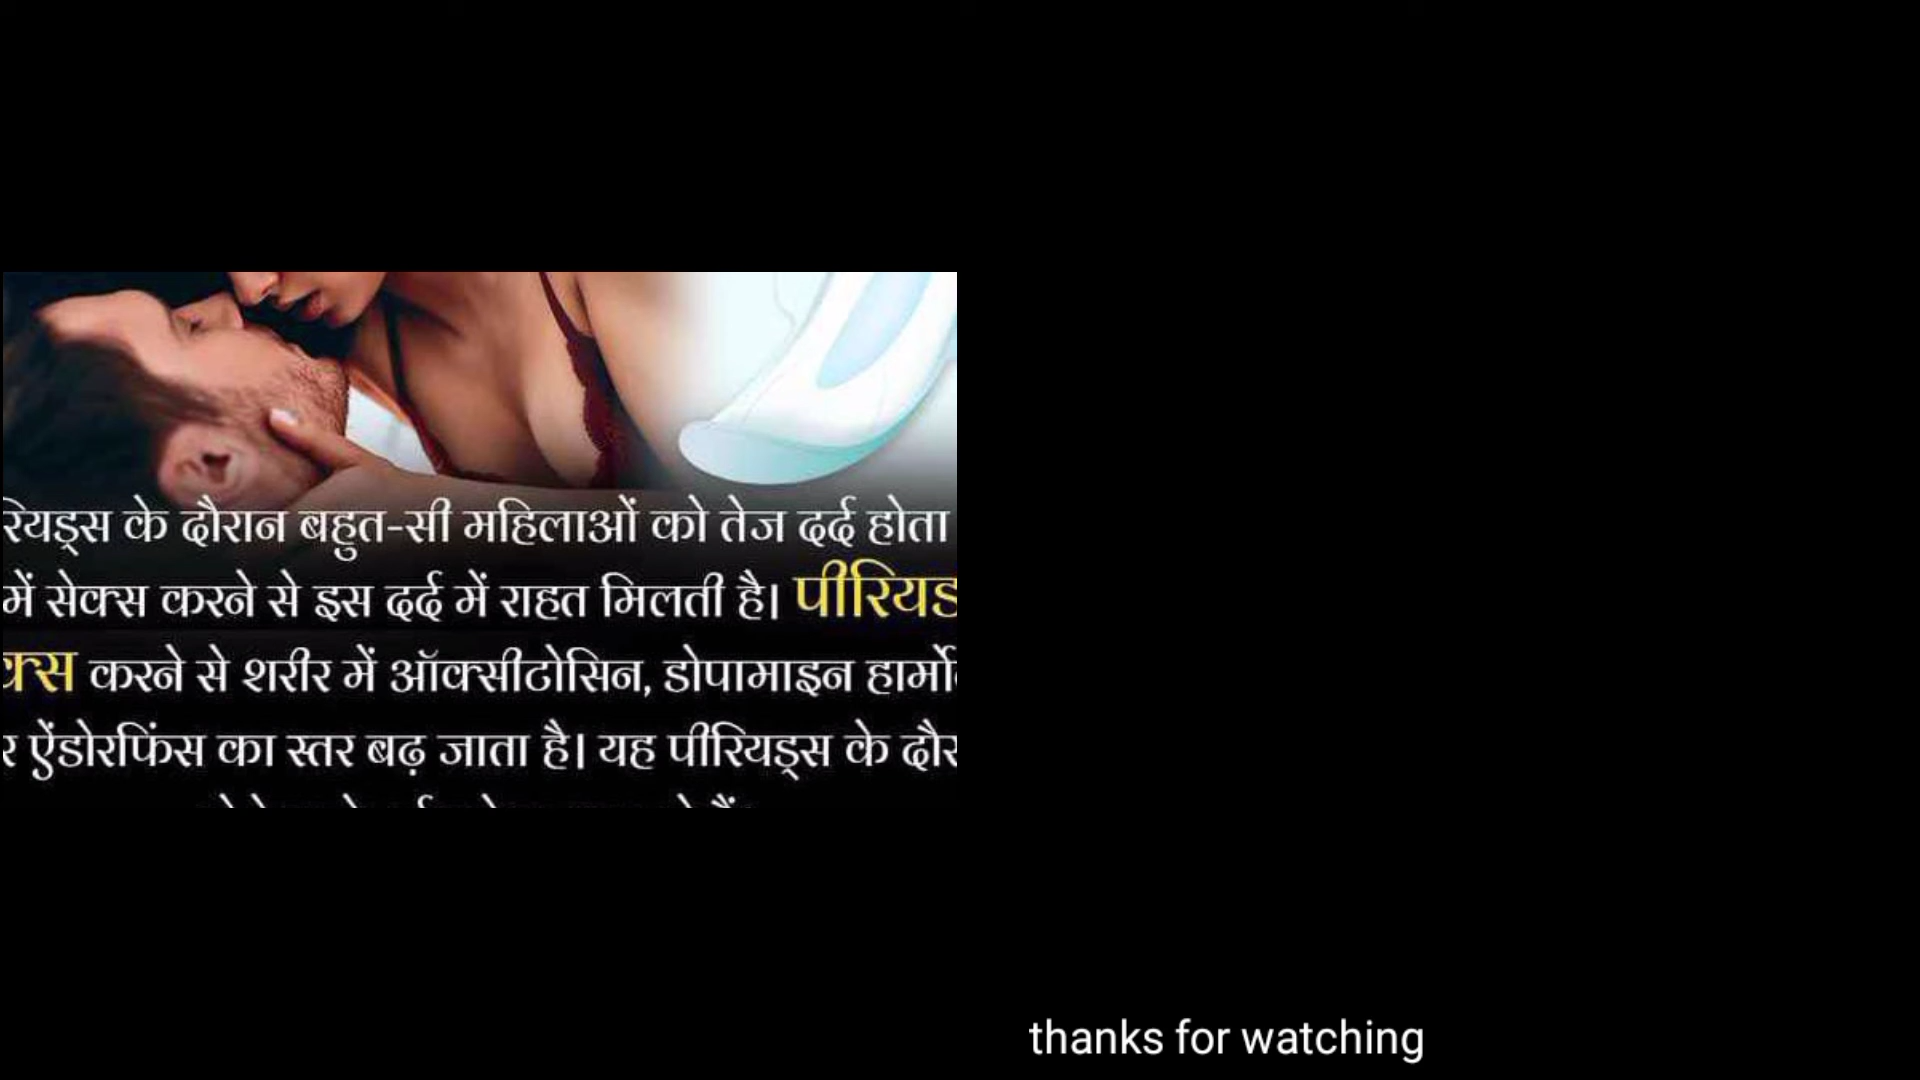 रियड्स के दौरान बहुत-सी महिलाओं को तेज दर्द होता
में सेक्स करने से इस दर्द में राहत मिलती है। पीरियड
क्स करने से शरीर में ऑक्सीटोसिन, डोपामाइन हार्मो
र ऐंडोरफिंस का स्तर बढ़ जाता है। यह पीरियड्स के दौर
thanks for watching